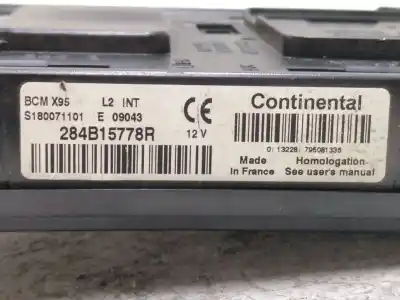 BCM X95 L2 INT
S180071101 E 09043
284B15778R
CE
12 V
Continental
0 13228 795081336
Made In France
Homologation See user's manual